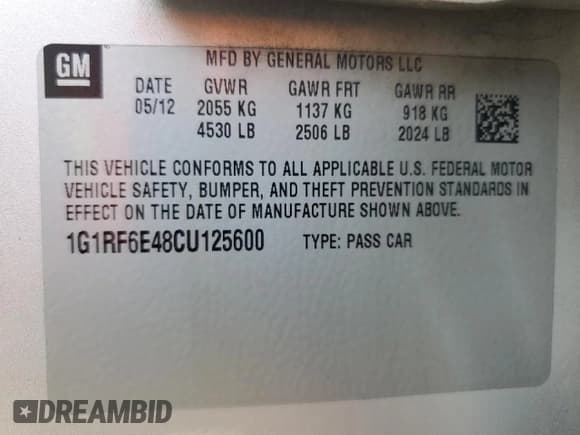 GM
MFD BY GENERAL MOTORS LLC
DATE GVWR GAWR FRT GAWR RR
05/12 2055 KG 1137 KG 918 KG
4530 LB 2506 LB 2024 LB
THIS VEHICLE CONFORMS TO ALL APPLICABLE U.S. FEDERAL MOTOR
VEHICLE SAFETY, BUMPER, AND THEFT PREVENTION STANDARDS IN
EFFECT ON THE DATE OF MANUFACTURE SHOWN ABOVE.
1G1RF6E48CU125600 TYPE: PASS CAR
DREAMBID